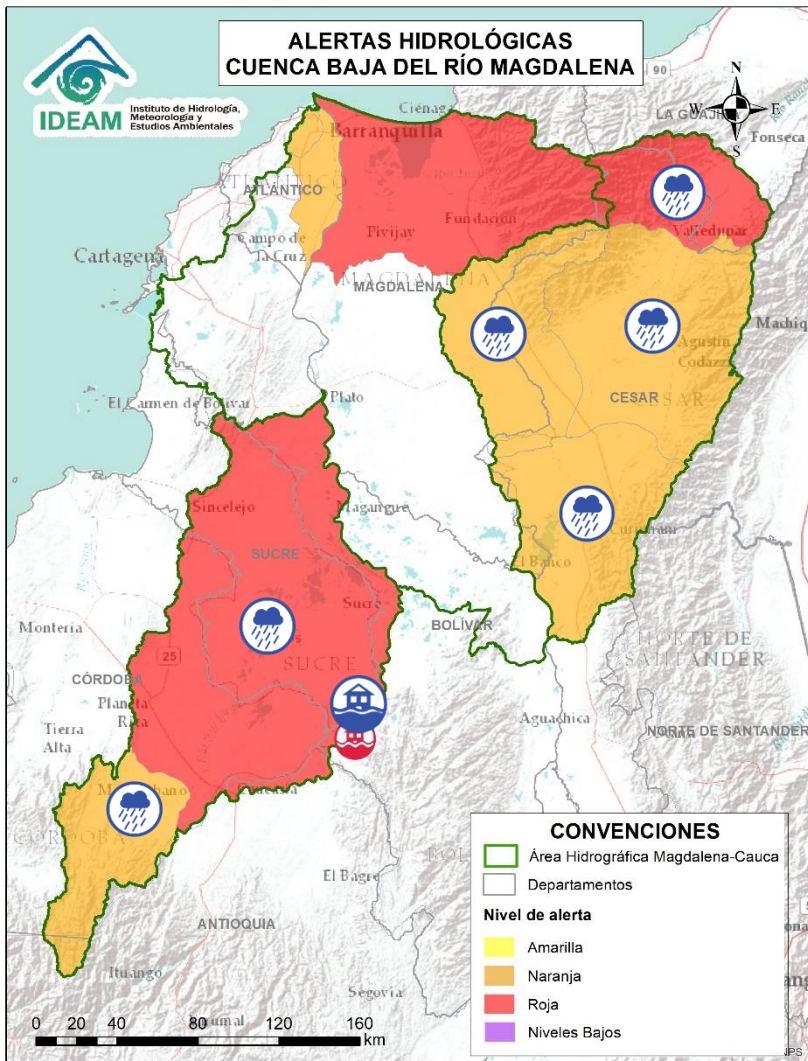 ALERTAS HIDROLÓGICAS
CUENCA BAJA DEL RÍO MAGDALENA
IDEAM
Instituto de Hidrología,
Meteorología y
Estudios Ambientales
90
N
W
E
S
Ciénaga
LA GUAJIRA
Fonseca
Barranquilla
ATLÁNTICO
Fundación
Pivijay
Valledupar
Cartagena
Campo de
la Cruz
MAGDALENA
MAGDALENA
Agustín
Codazzi
El Carmen de Bolívar
Plato
CESAR
CESAR
Sincelejo
Magangue
SUCRE
El Banco
Sucre
BOLÍVAR
Montería
25
SUCRE
NORTE DE
SANTANDER
CÓRDOBA
Planeta
Rica
Tierra
Alta
Aguachica
NORTE DE SANTANDER
El Bagre
ANTIOQUIA
Ituango
Segovia
0 20 40 80 120 160
km
CONVENCIONES
Área Hidrográfica Magdalena-Cauca
Departamentos
Nivel de alerta
Amarilla
Naranja
Roja
Niveles Bajos